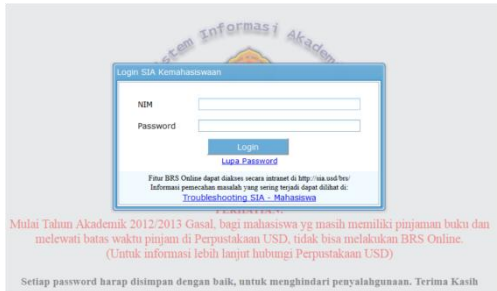 Sistem Informasi Akadem
Login SIA Kemahasiswaan
NIM
Password
Login
Lupa Password
Fitur BRS Online dapat diakses secara intranet di http://sia.usd/brs/
Informasi pemecahan masalah yang sering terjadi dapat dilihat di:
Troubleshooting SIA - Mahasiswa
PERHATIAN:
Mulai Tahun Akademik 2012/2013 Gasal, bagi mahasiswa yg masih memiliki pinjaman buku dan
melewati batas waktu pinjam di Perpustakaan USD, tidak bisa melakukan BRS Online.
(Untuk informasi lebih lanjut hubungi Perpustakaan USD)
Setiap password harap disimpan dengan baik, untuk menghindari penyalahgunaan. Terima Kasih